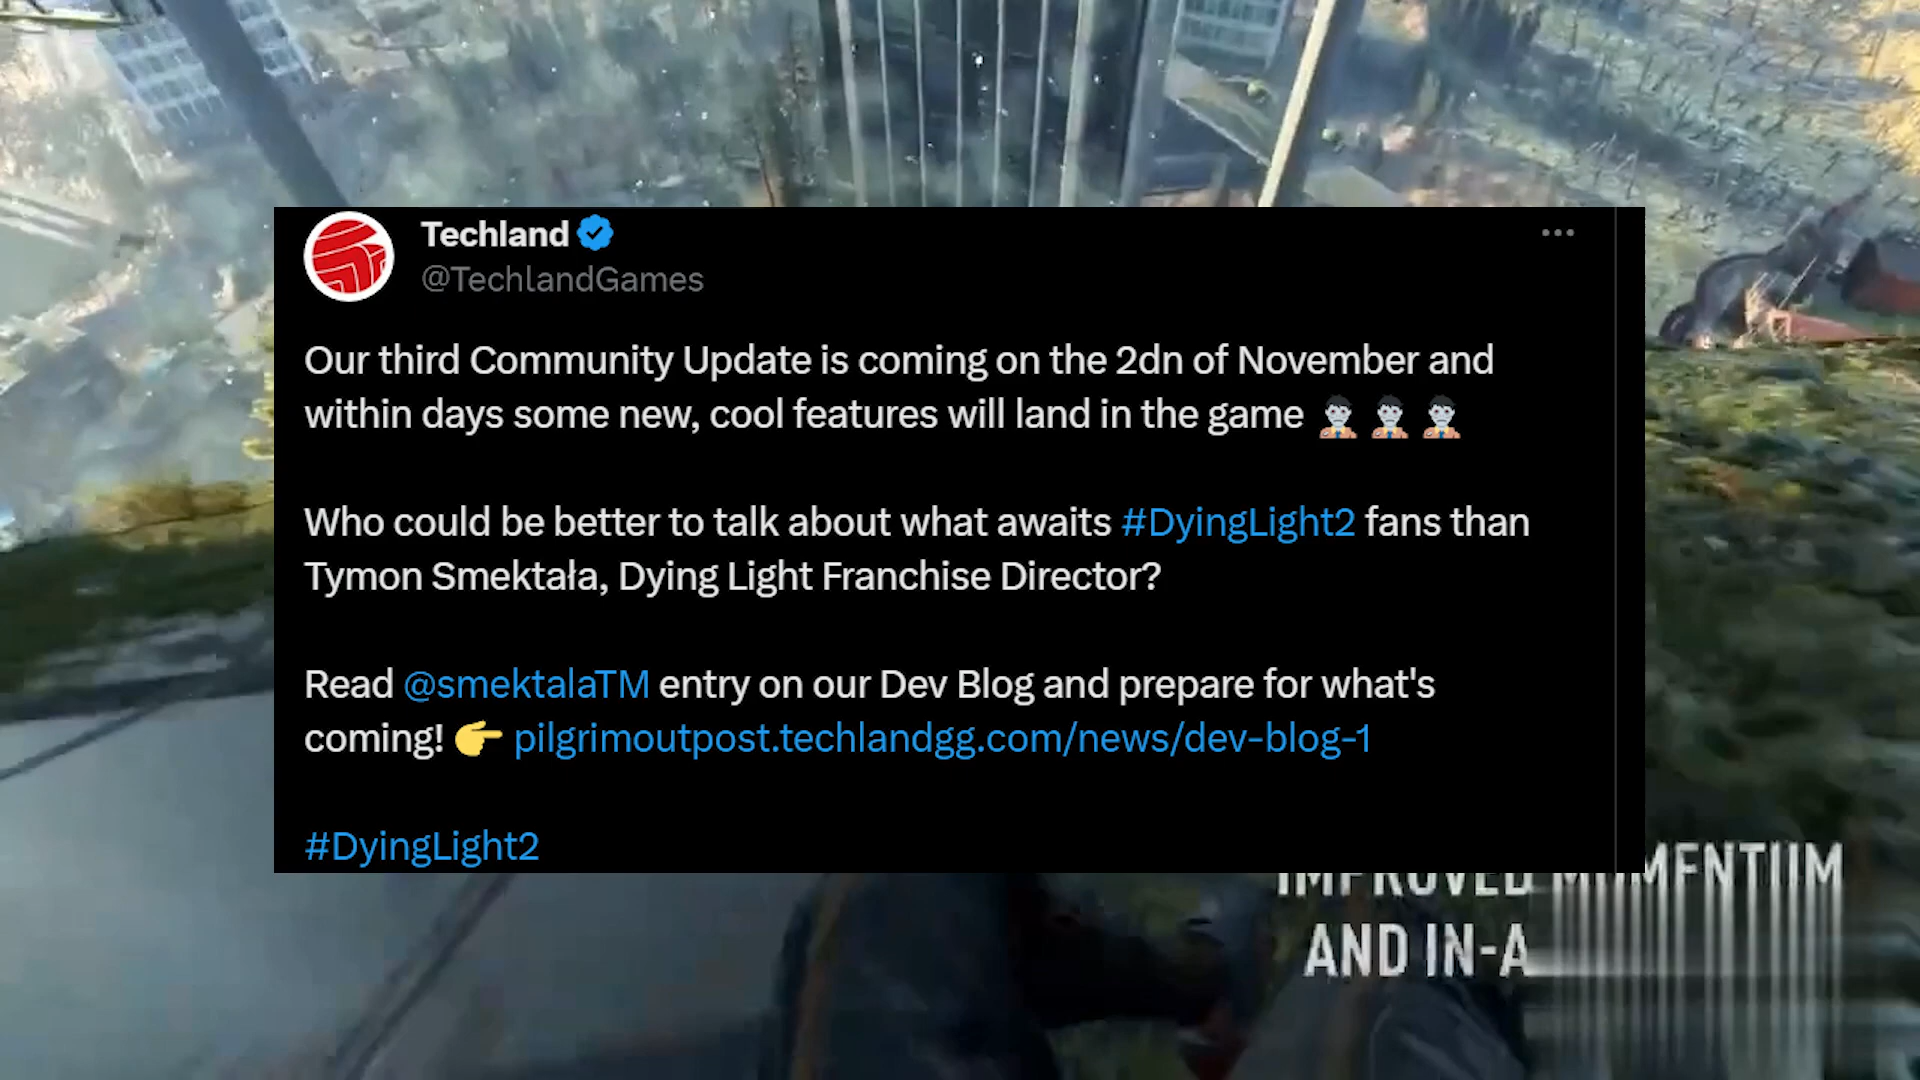 Techland
@TechlandGames
Our third Community Update is coming on the 2dn of November and
within days some new, cool features will land in the game 🧟‍♂️🧟‍♂️🧟‍♂️
Who could be better to talk about what awaits #DyingLight2 fans than
Tymon Smektała, Dying Light Franchise Director?
Read @smektalaTM entry on our Dev Blog and prepare for what's
coming! 👉 pilgrimoutpost.techlandgg.com/news/dev-blog-1
#DyingLight2
IMPROVED MOMENTUM
AND IN-A